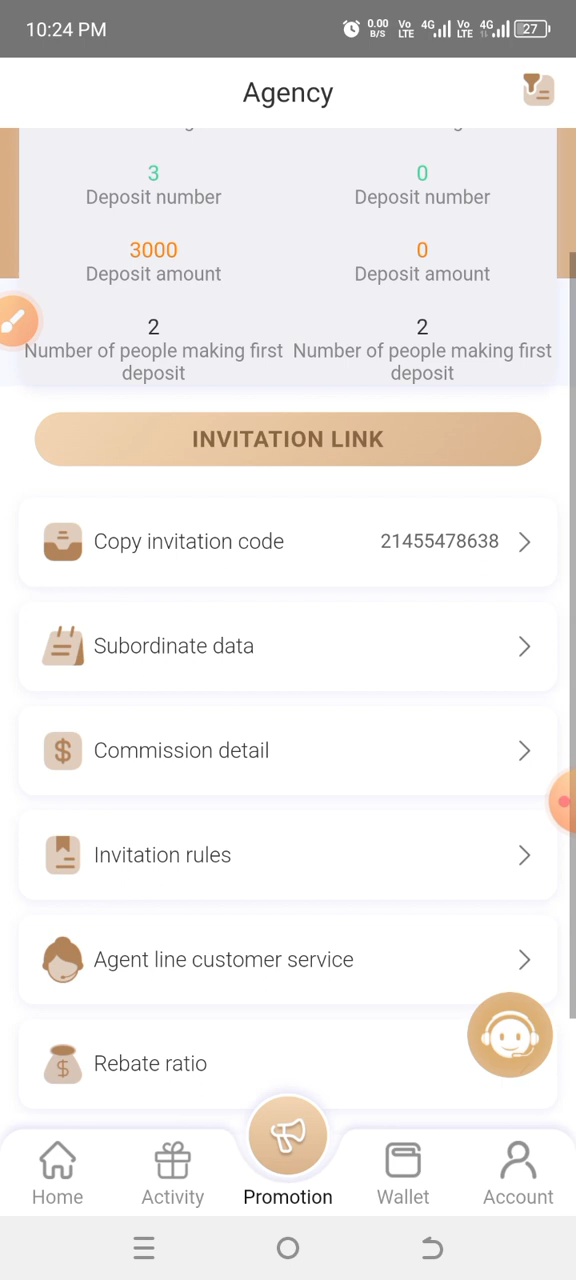 10:24 PM
0.00 B/S Vo LTE 4G Vo LTE 4G 27
Agency
3 0
Deposit number Deposit number
3000 0
Deposit amount Deposit amount
2 2
Number of people making first Number of people making first
deposit deposit
INVITATION LINK
Copy invitation code 21455478638
Subordinate data
Commission detail
Invitation rules
Agent line customer service
Rebate ratio
Home Activity Promotion Wallet Account